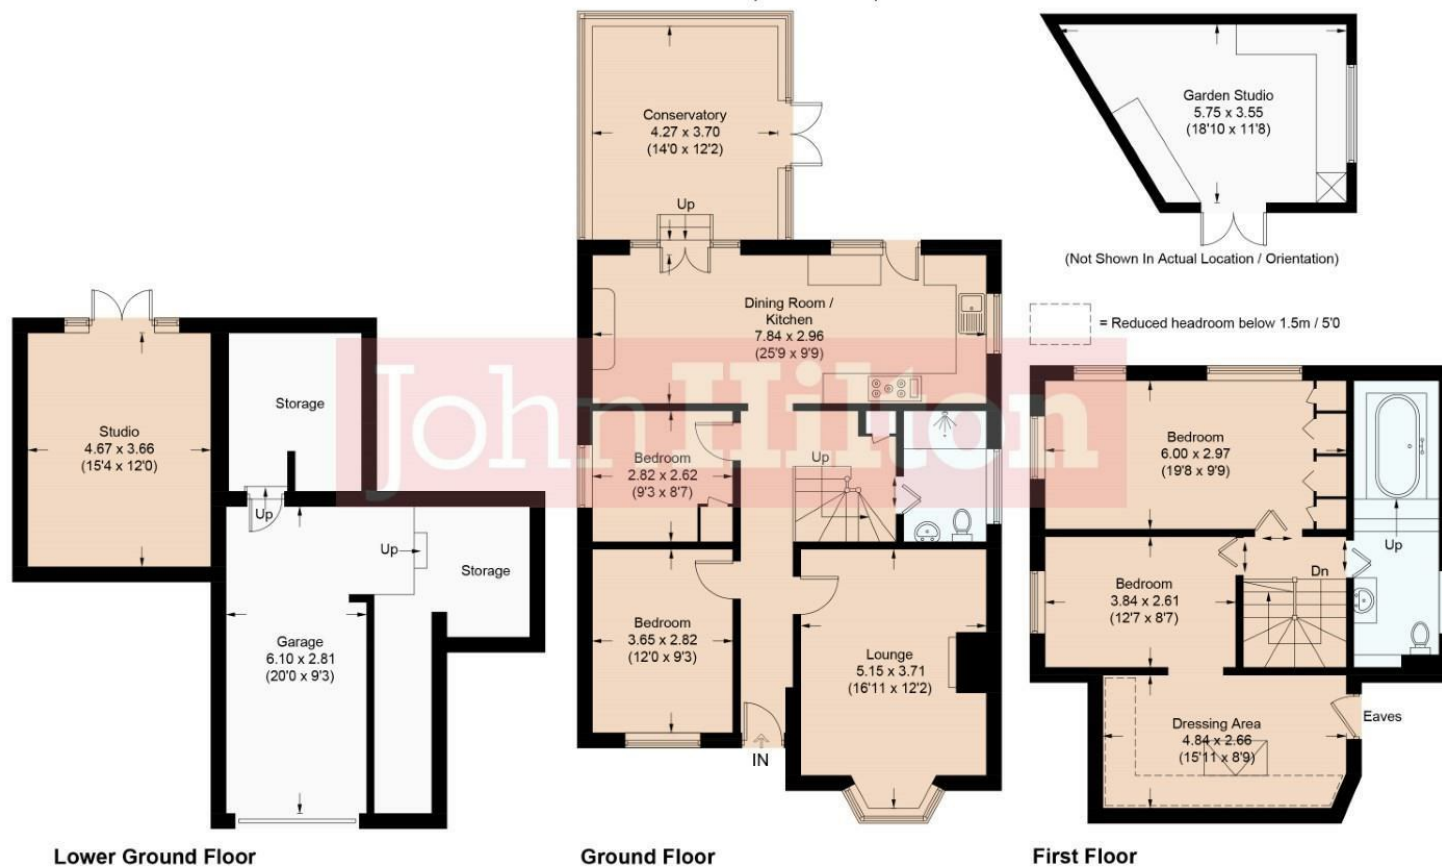 Conservatory
4.27 x 3.70
(14'0 x 12'2)
Up
Garden Studio
5.75 x 3.55
(18'10 x 11'8)
(Not Shown In Actual Location / Orientation)
= Reduced headroom below 1.5m / 5'0
Dining Room /
Kitchen
7.84 x 2.96
(25'9 x 9'9)
John Hilton
Studio
4.67 x 3.66
(15'4 x 12'0)
Storage
Up
Up
Storage
Garage
6.10 x 2.81
(20'0 x 9'3)
Bedroom
2.82 x 2.62
(9'3 x 8'7)
Up
Bedroom
3.65 x 2.82
(12'0 x 9'3)
Lounge
5.15 x 3.71
(16'11 x 12'2)
IN
Bedroom
6.00 x 2.97
(19'8 x 9'9)
Bedroom
3.84 x 2.61
(12'7 x 8'7)
Dn
Up
Dressing Area
4.84 x 2.66
(15'11 x 8'9)
Eaves
Lower Ground Floor
Ground Floor
First Floor